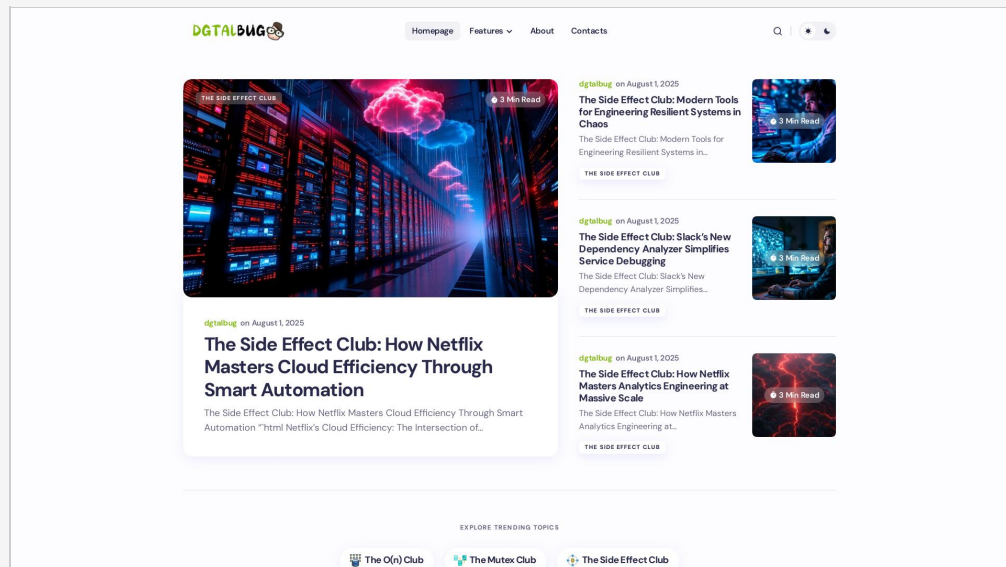 DGTALBUG
Homepage
Features
About
Contacts
THE SIDE EFFECT CLUB
3 Min Read
dgtalbug on August 1, 2025
The Side Effect Club: How Netflix
Masters Cloud Efficiency Through
Smart Automation
The Side Effect Club: How Netflix Masters Cloud Efficiency Through Smart
Automation “`html Netflix’s Cloud Efficiency: The Intersection of…
dgtalbug on August 1, 2025
The Side Effect Club: Modern Tools
for Engineering Resilient Systems in
Chaos
The Side Effect Club: Modern Tools for
Engineering Resilient Systems in…
THE SIDE EFFECT CLUB
3 Min Read
dgtalbug on August 1, 2025
The Side Effect Club: Slack’s New
Dependency Analyzer Simplifies
Service Debugging
The Side Effect Club: Slack’s New
Dependency Analyzer Simplifies…
THE SIDE EFFECT CLUB
3 Min Read
dgtalbug on August 1, 2025
The Side Effect Club: How Netflix
Masters Analytics Engineering at
Massive Scale
The Side Effect Club: How Netflix Masters
Analytics Engineering at…
THE SIDE EFFECT CLUB
3 Min Read
EXPLORE TRENDING TOPICS
The O(n) Club
The Mutex Club
The Side Effect Club